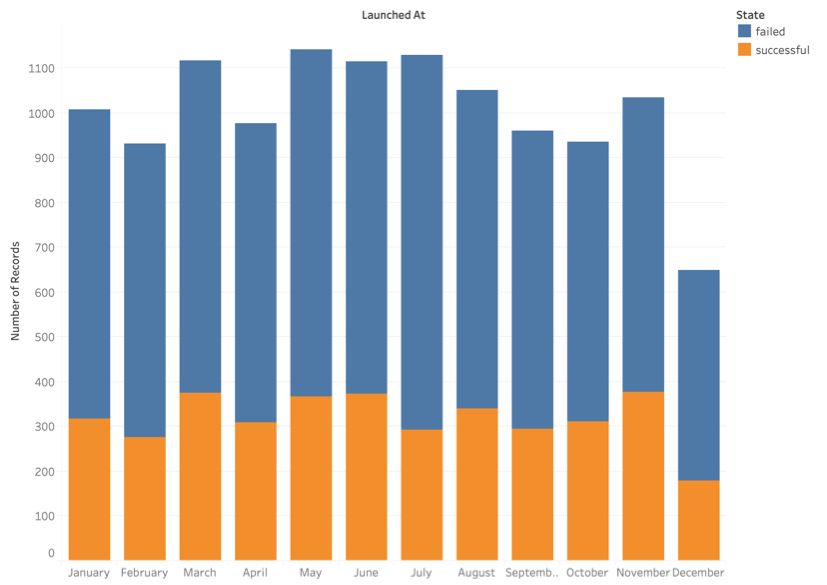 Launched At
State
failed
successful
Number of Records
1100
1000
900
800
700
600
500
400
300
200
100
0
January February March April May June July August Septemb.. October November December